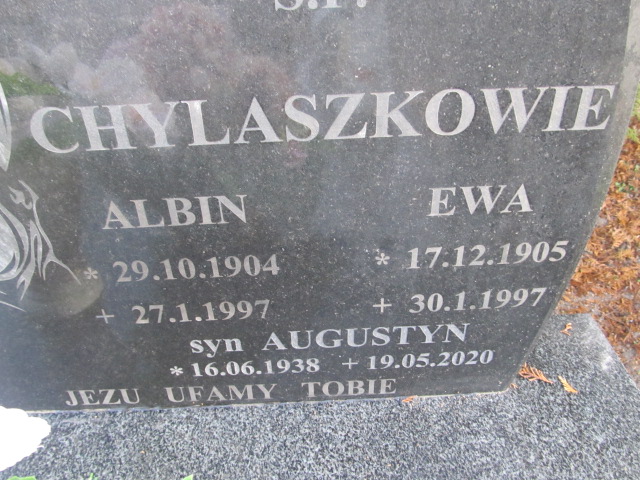 Ś.P.
CHYLASZKOWIE
ALBIN EWA
* 29.10.1904 * 17.12.1905
+ 27.1.1997 + 30.1.1997
syn AUGUSTYN
* 16.06.1938 + 19.05.2020
JEZU UFAMY TOBIE